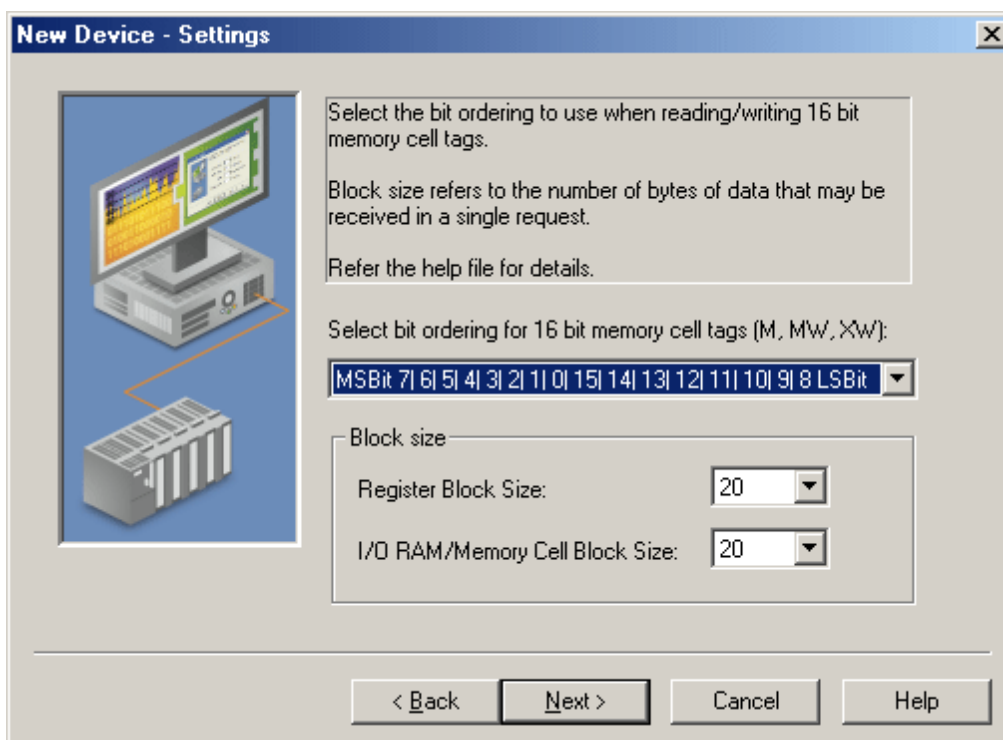 New Device - Settings
Select the bit ordering to use when reading/writing 16 bit
memory cell tags.
Block size refers to the number of bytes of data that may be
received in a single request.
Refer the help file for details.
Select bit ordering for 16 bit memory cell tags (M, MW, XW):
MSBit 7| 6| 5| 4| 3| 2| 1| 0| 15| 14| 13| 12| 11| 10| 9| 8 LSBit
Block size
Register Block Size: 20
I/O RAM/Memory Cell Block Size: 20
< Back Next > Cancel Help